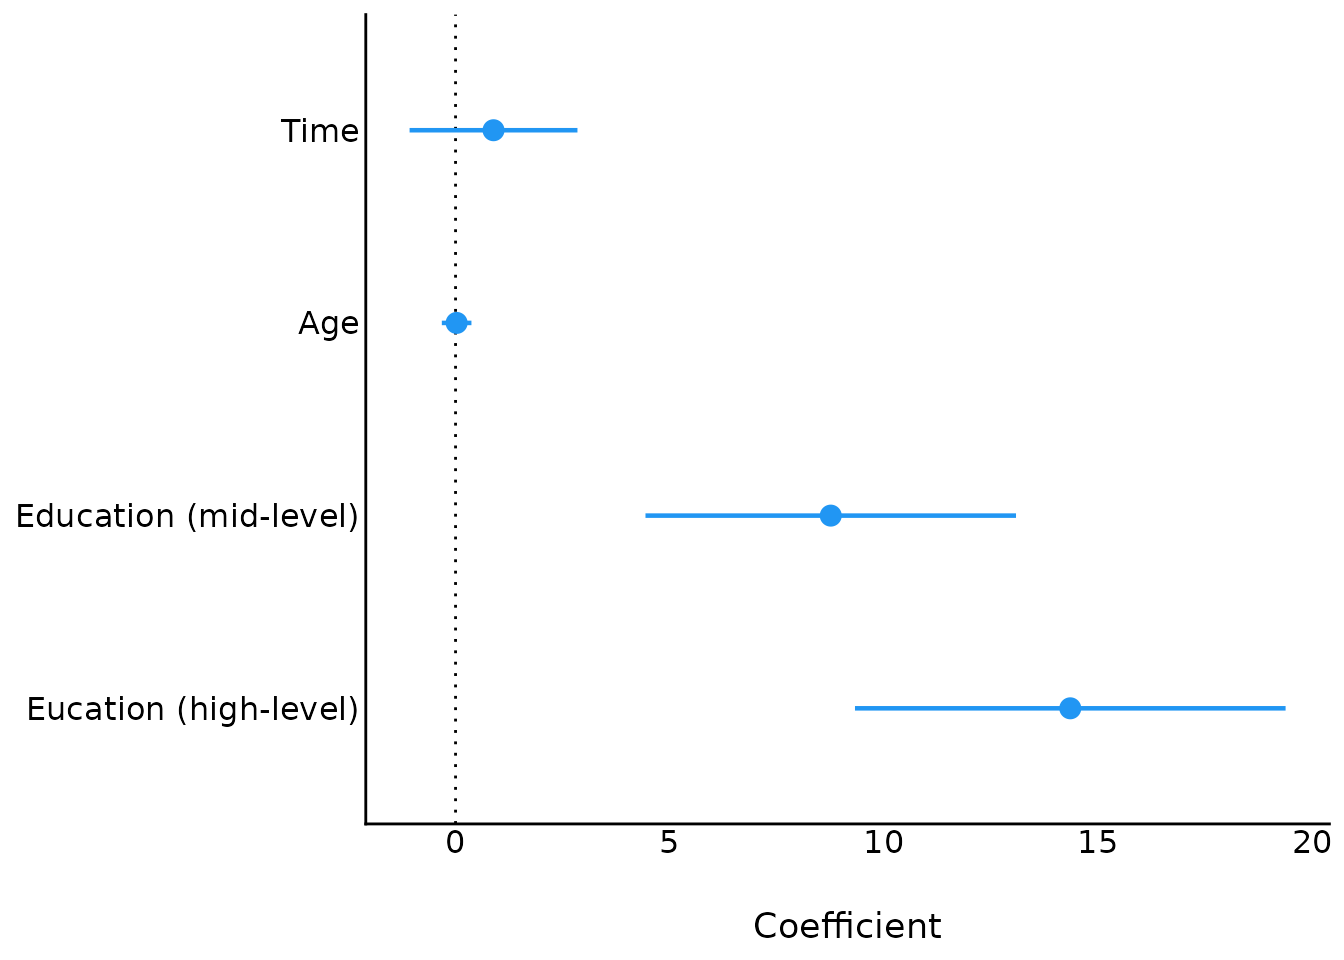 Time
Age
Education (mid-level)
Eucation (high-level)
0 5 10 15 20
Coefficient